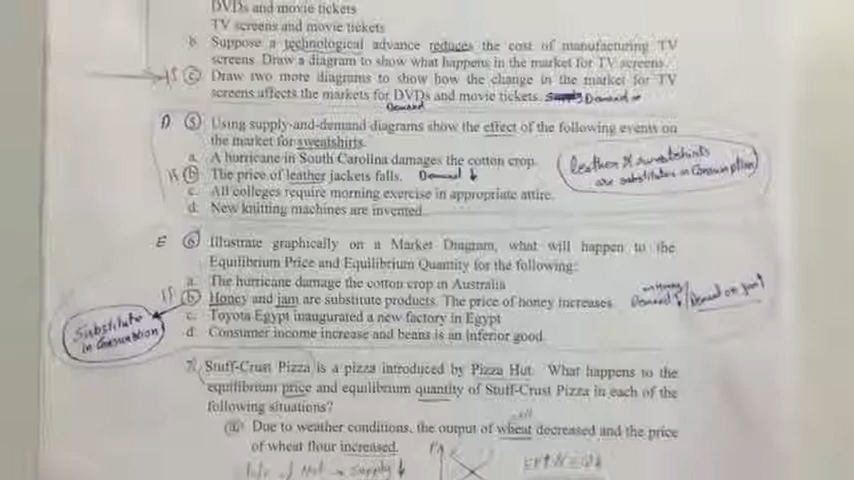 DVDs and movie tickets
TV screens and movie tickets
b. Suppose a technological advance reduces the cost of manufacturing TV
screens. Draw a diagram to show what happens in the market for TV screens.
15 c Draw two more diagrams to show how the change in the market for TV
screens affects the markets for DVDs and movie tickets. Demand
Demand
D 5 Using supply-and-demand diagrams show the effect of the following events on
the market for sweatshirts.
a. A hurricane in South Carolina damages the cotton crop.
15 b The price of leather jackets falls. Demand ↓
Leather & sweatshirts
are substitutes in Consumption
c. All colleges require morning exercise in appropriate attire.
d. New knitting machines are invented
E 6 Illustrate graphically on a Market Diagram, what will happen to the
Equilibrium Price and Equilibrium Quantity for the following:
a. The hurricane damage the cotton crop in Australia
15 b Honey and jam are substitute products. The price of honey increases.
on Honey
Demand ↓ / Demand on jam ↑
Substitute
in Consumption
c. Toyota Egypt inaugurated a new factory in Egypt
d. Consumer income increase and beans is an inferior good.
7. Stuff-Crust Pizza is a pizza introduced by Pizza Hut. What happens to the
equilibrium price and equilibrium quantity of Stuff-Crust Pizza in each of the
following situations?
(a) Due to weather conditions, the output of wheat decreased and the price
of wheat flour increased.
of → Supply ↓